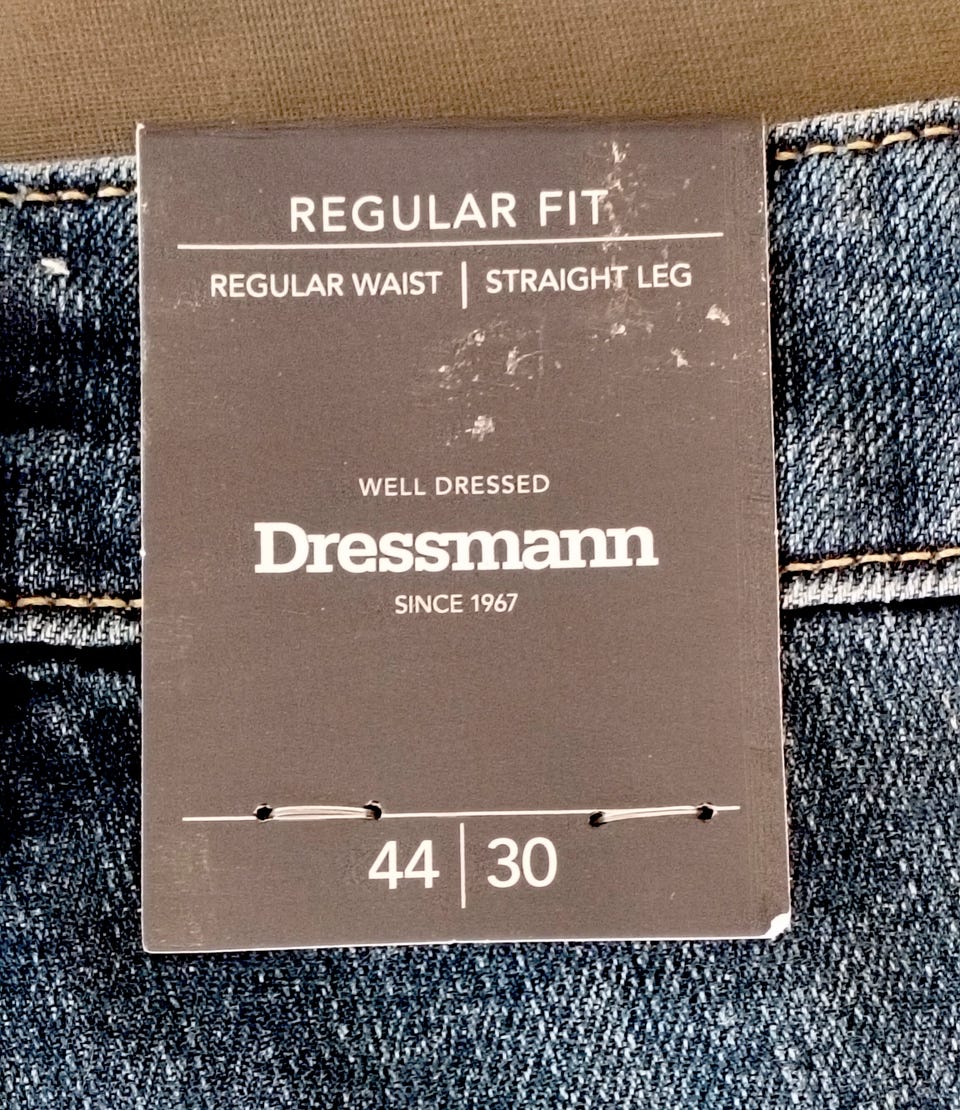 REGULAR FIT
REGULAR WAIST | STRAIGHT LEG
WELL DRESSED
Dressmann
SINCE 1967
44 | 30